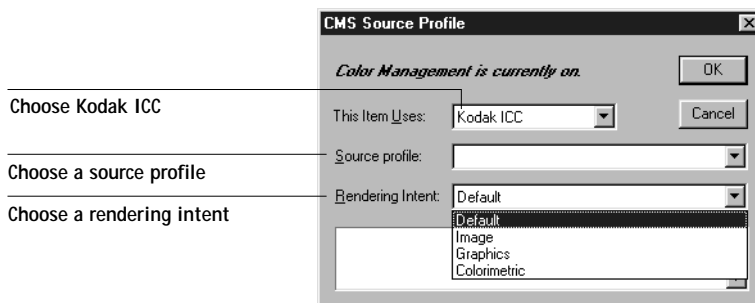 CMS Source Profile
Color Management is currently on.
OK
Choose Kodak ICC
This Item Uses:
Kodak ICC
Cancel
Choose a source profile
Source profile:
Choose a rendering intent
Rendering Intent:
Default
Default
Image
Graphics
Colorimetric